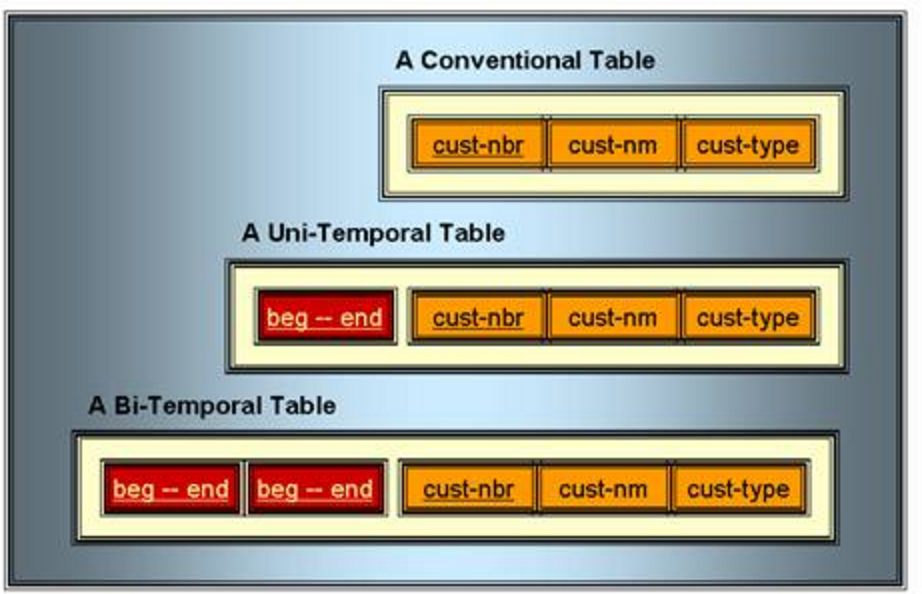 A Conventional Table
cust-nbr cust-nm cust-type
A Uni-Temporal Table
beg -- end cust-nbr cust-nm cust-type
A Bi-Temporal Table
beg -- end beg -- end cust-nbr cust-nm cust-type